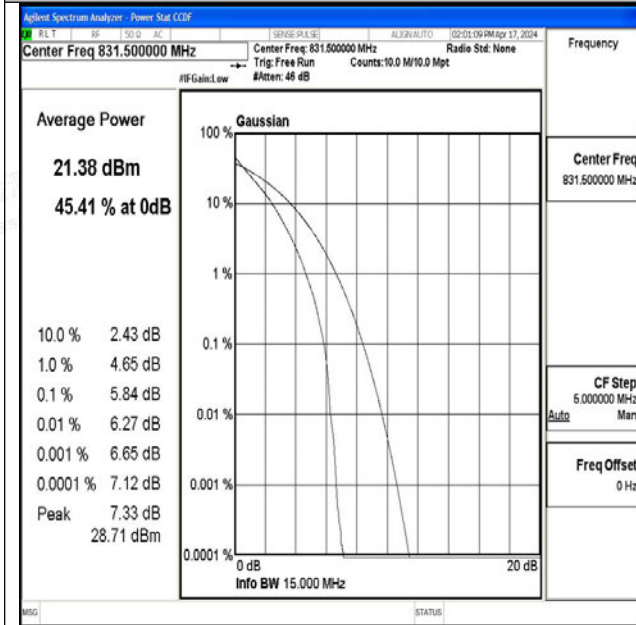 Agilent Spectrum Analyzer - Power Stat CCDF
RL T RF 50 Ω AC SENSE:PULSE ALIGNAUTO 02:01:09 PM Apr 17, 2024
Center Freq 831.500000 MHz
Center Freq: 831.500000 MHz Radio Std: None
Trig: Free Run Counts:10.0 M/10.0 Mpt
#IFGain:Low #Atten: 46 dB
Frequency
Average Power
21.38 dBm
45.41 % at 0dB
10.0 % 2.43 dB
1.0 % 4.65 dB
0.1 % 5.84 dB
0.01 % 6.27 dB
0.001 % 6.65 dB
0.0001 % 7.12 dB
Peak 7.33 dB
28.71 dBm
Gaussian
100 %
10 %
1 %
0.1 %
0.01 %
0.001 %
0.0001 %
0 dB 20 dB
Info BW 15.000 MHz
Center Freq
831.500000 MHz
CF Step
5.000000 MHz
Auto Man
Freq Offset
0 Hz
MSG STATUS